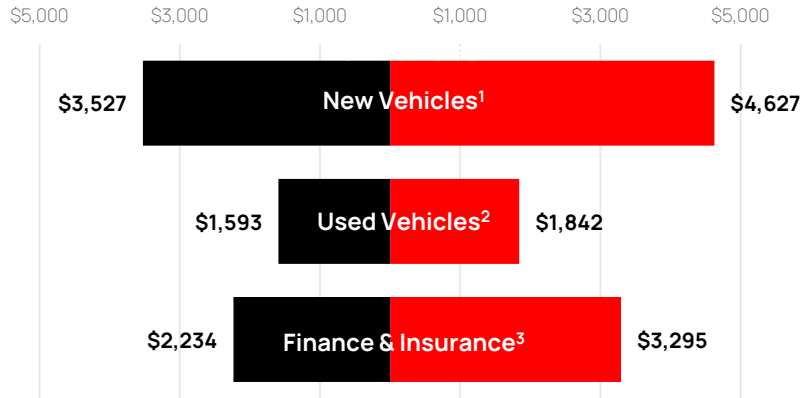 $5,000 $3,000 $1,000 $1,000 $3,000 $5,000
$3,527 New Vehicles¹ $4,627
$1,593 Used Vehicles² $1,842
$2,234 Finance & Insurance³ $3,295